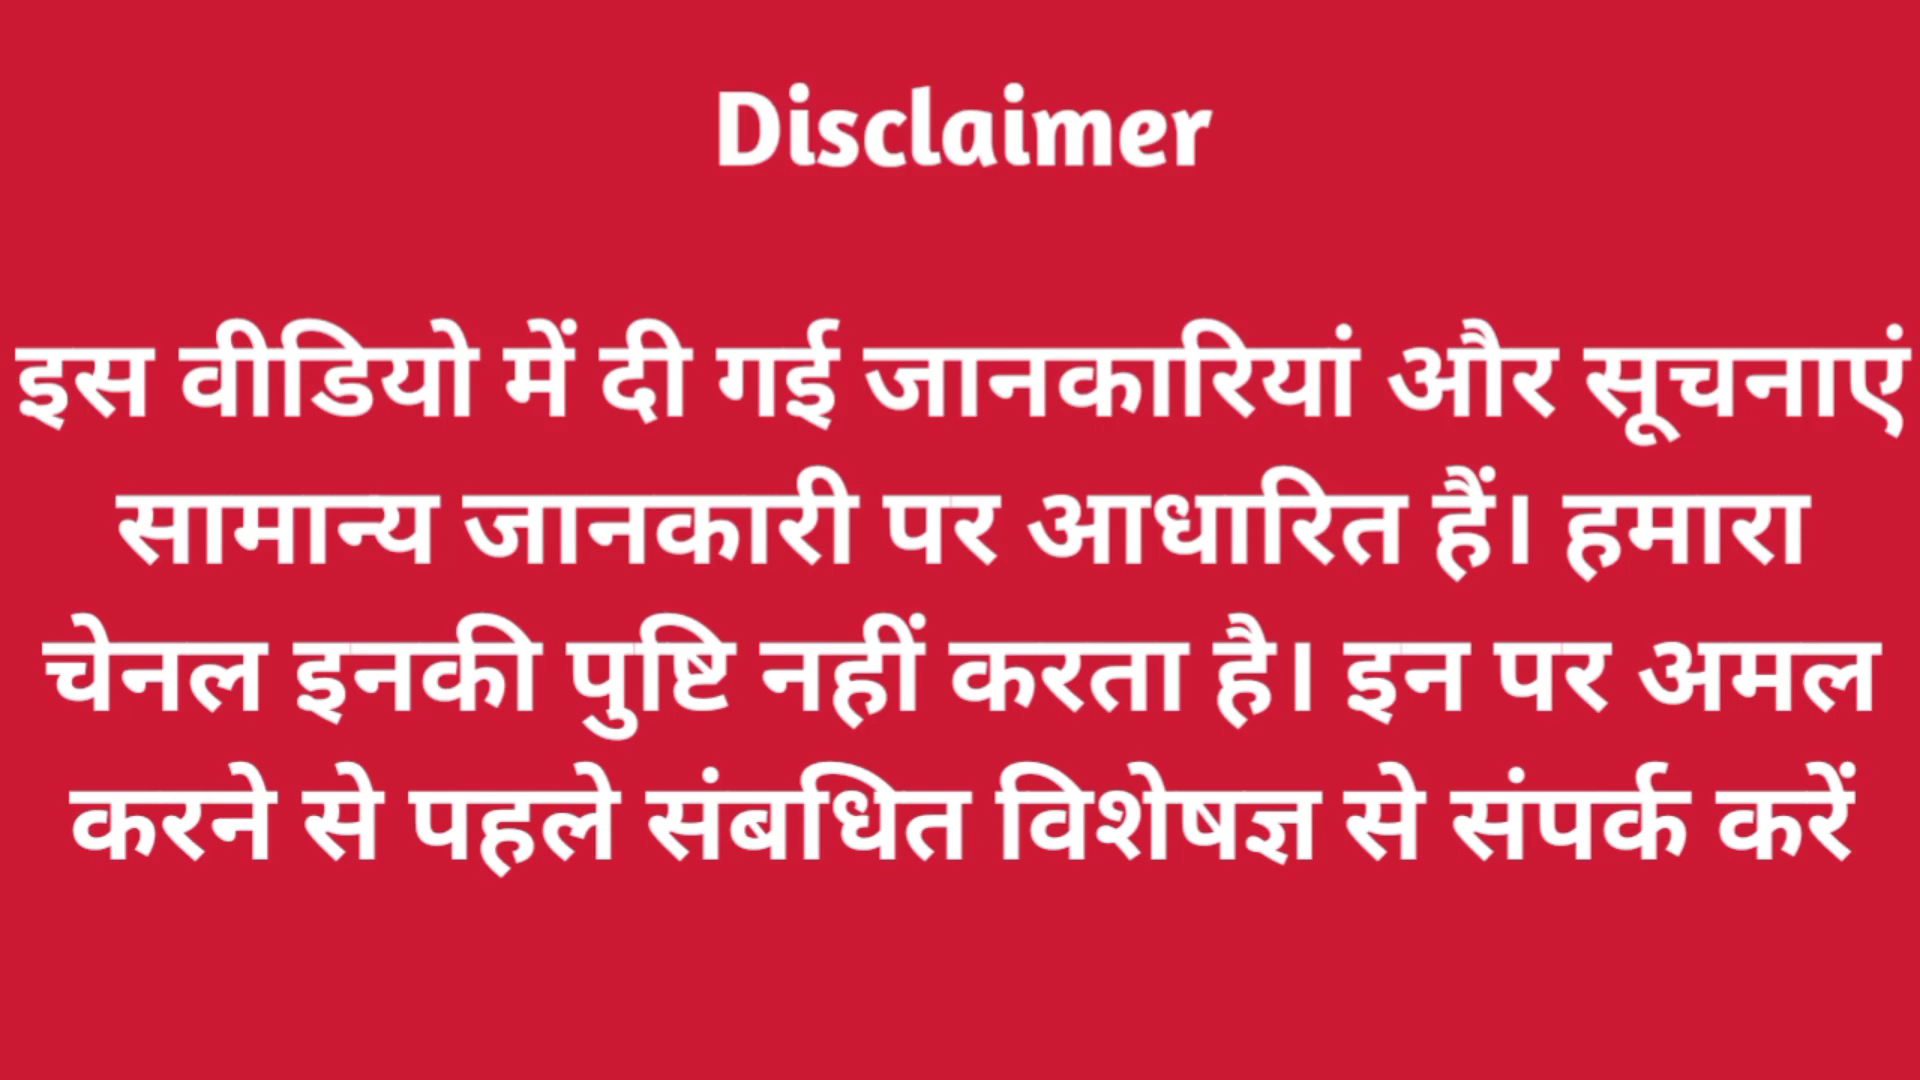 Disclaimer
इस वीडियो में दी गई जानकारियां और सूचनाएं
सामान्य जानकारी पर आधारित हैं। हमारा
चेनल इनकी पुष्टि नहीं करता है। इन पर अमल
करने से पहले संबधित विशेषज्ञ से संपर्क करें